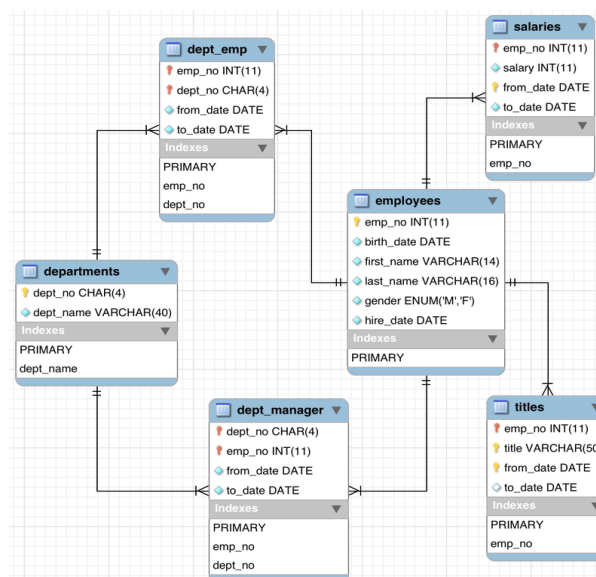 salaries
emp_no INT(11)
salary INT(11)
from_date DATE
to_date DATE
Indexes
PRIMARY
emp_no
dept_emp
emp_no INT(11)
dept_no CHAR(4)
from_date DATE
to_date DATE
Indexes
PRIMARY
emp_no
dept_no
employees
emp_no INT(11)
birth_date DATE
first_name VARCHAR(14)
last_name VARCHAR(16)
gender ENUM('M','F')
hire_date DATE
Indexes
PRIMARY
departments
dept_no CHAR(4)
dept_name VARCHAR(40)
Indexes
PRIMARY
dept_name
dept_manager
dept_no CHAR(4)
emp_no INT(11)
from_date DATE
to_date DATE
Indexes
PRIMARY
emp_no
dept_no
titles
emp_no INT(11)
title VARCHAR(50
from_date DATE
to_date DATE
Indexes
PRIMARY
emp_no